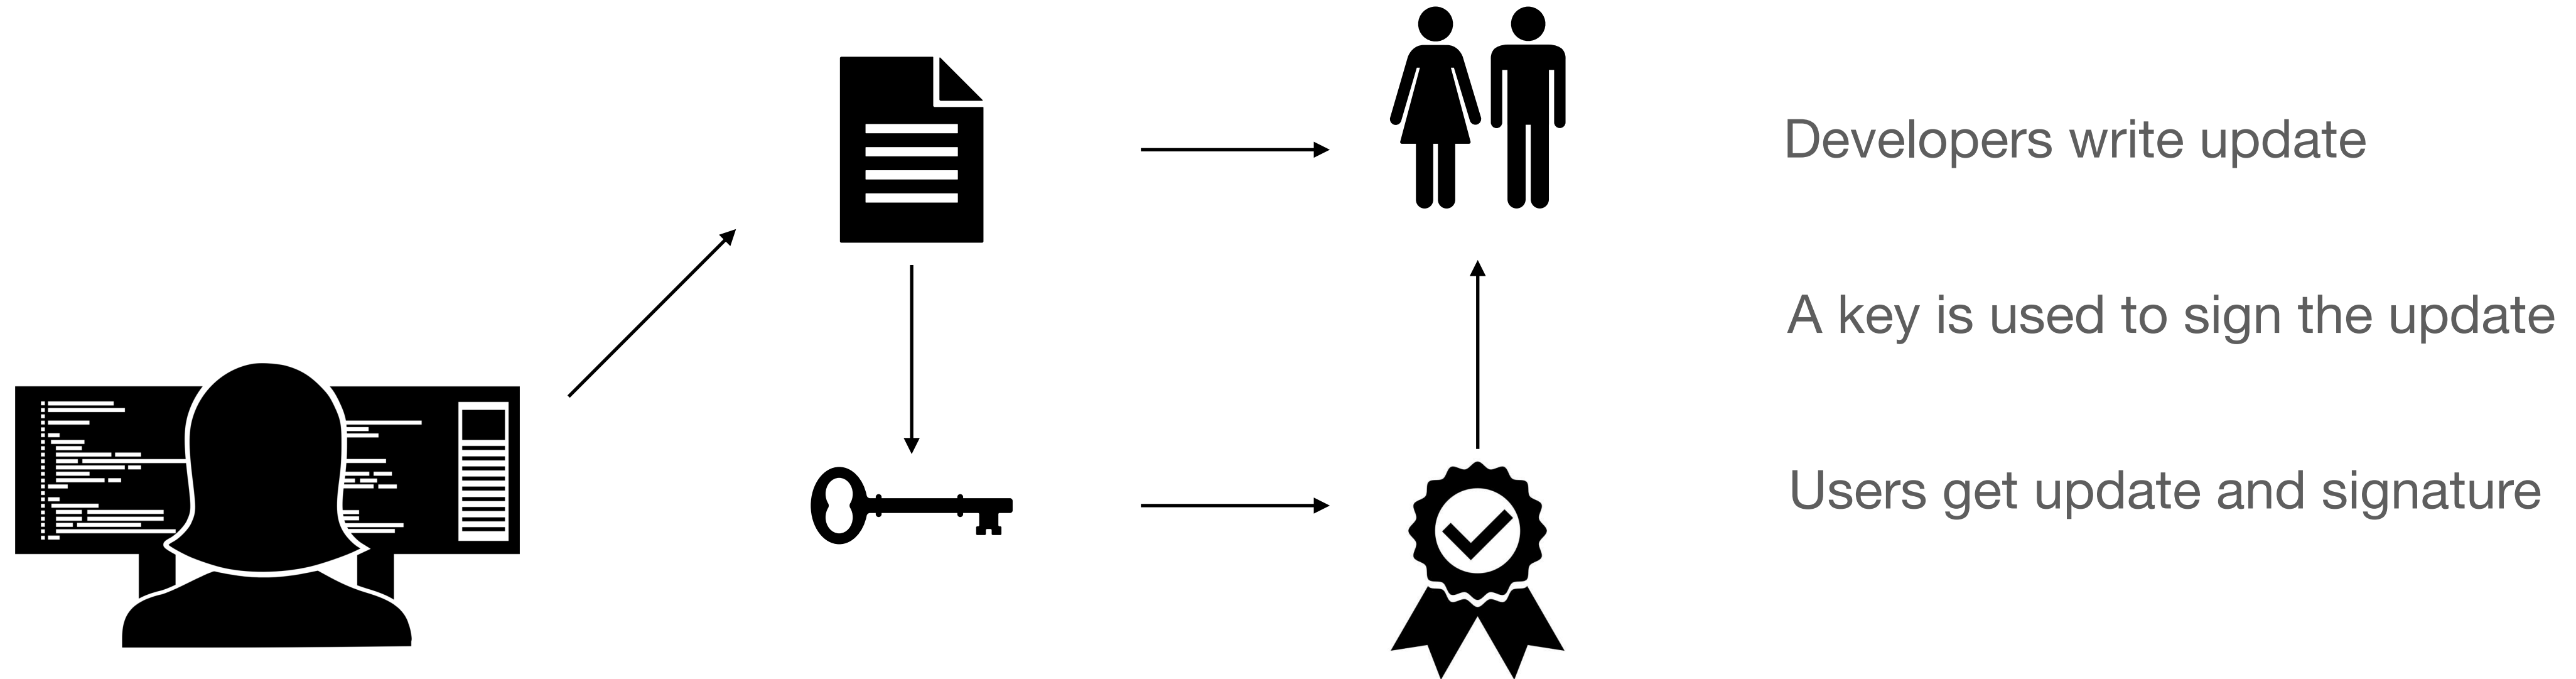 Developers write update
A key is used to sign the update
Users get update and signature